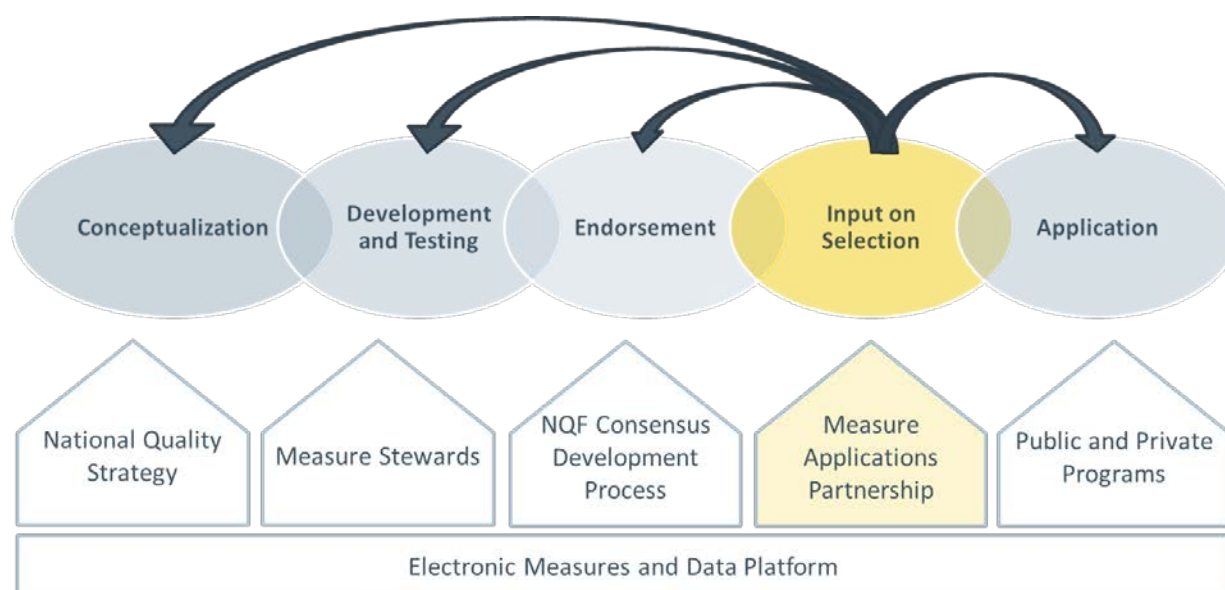 Conceptualization
Development
and Testing
Endorsement
Input on
Selection
Application
National Quality
Strategy
Measure Stewards
NQF Consensus
Development
Process
Measure
Applications
Partnership
Public and Private
Programs
Electronic Measures and Data Platform